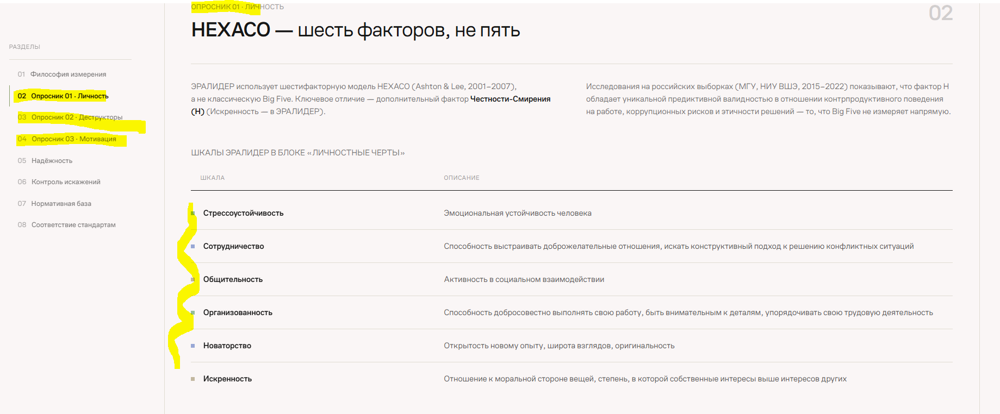 РАЗДЕЛЫ
01 Философия измерения
02 Опросник 01 · Личность
03 Опросник 02 · Деструкторы
04 Опросник 03 · Мотивация
05 Надёжность
06 Контроль искажений
07 Нормативная база
08 Соответствие стандартам
ОПРОСНИК 01 · ЛИЧНОСТЬ
02
HEXACO — шесть факторов, не пять
ЭРАЛИДЕР использует шестифакторную модель HEXACO (Ashton & Lee, 2001–2007),
а не классическую Big Five. Ключевое отличие — дополнительный фактор Честности-Смирения
(H) (Искренность — в ЭРАЛИДЕР).
Исследования на российских выборках (МГУ, НИУ ВШЭ, 2015–2022) показывают, что фактор H
обладает уникальной предиктивной валидностью в отношении контрпродуктивного поведения
на работе, коррупционных рисков и этичности решений — то, что Big Five не измеряет напрямую.
ШКАЛЫ ЭРАЛИДЕР В БЛОКЕ «ЛИЧНОСТНЫЕ ЧЕРТЫ»
ШКАЛА ОПИСАНИЕ
Стрессоустойчивость Эмоциональная устойчивость человека
Сотрудничество Способность выстраивать доброжелательные отношения, искать конструктивный подход к решению конфликтных ситуаций
Общительность Активность в социальном взаимодействии
Организованность Способность добросовестно выполнять свою работу, быть внимательным к деталям, упорядочивать свою трудовую деятельность
Новаторство Открытость новому опыту, широта взглядов, оригинальность
Искренность Отношение к моральной стороне вещей, степень, в которой собственные интересы выше интересов других